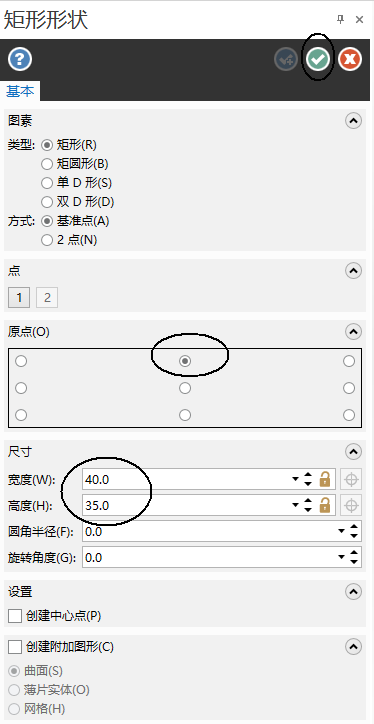 矩形形状
基本
图素
类型: 矩形(R)
矩圆形(B)
单 D 形(S)
双 D 形(D)
方式: 基准点(A)
2 点(N)
点
1 2
原点(O)
尺寸
宽度(W): 40.0
高度(H): 35.0
圆角半径(F): 0.0
旋转角度(G): 0.0
设置
创建中心点(P)
创建附加图形(C)
曲面(S)
薄片实体(O)
网格(H)